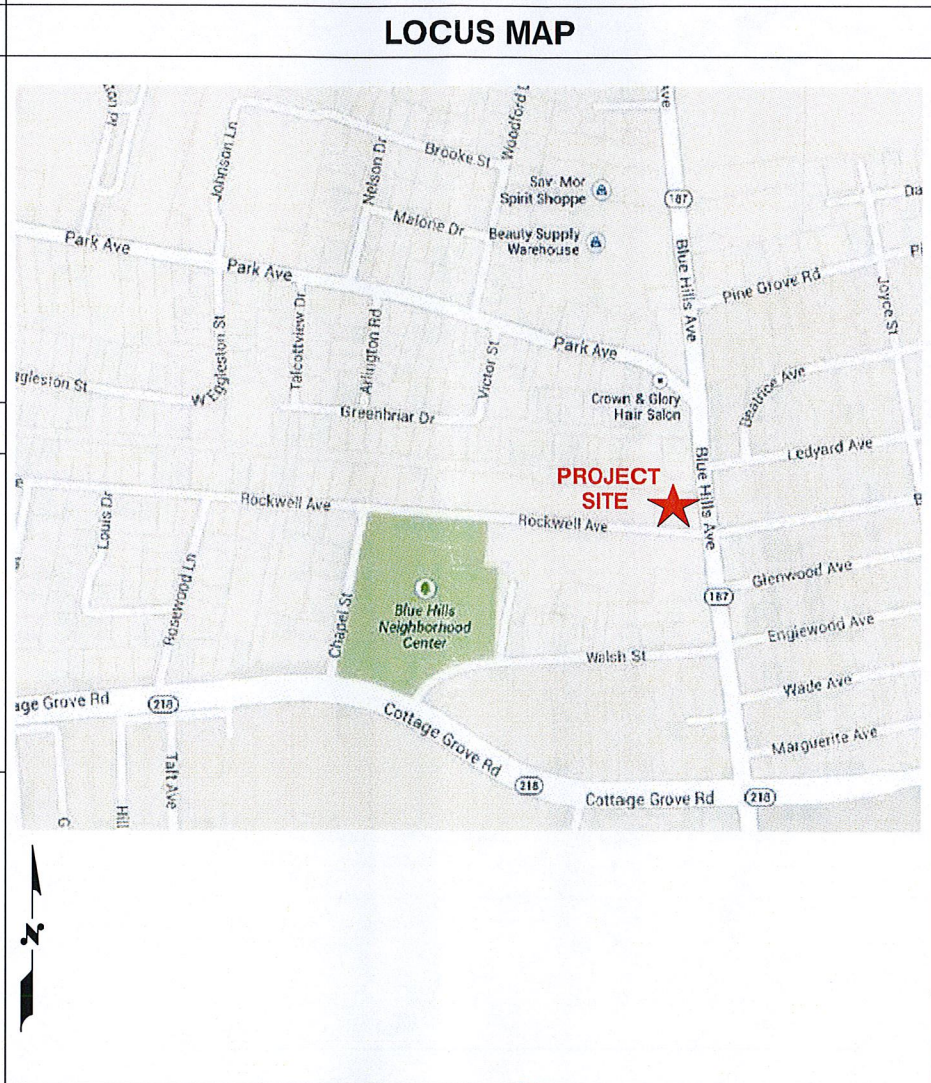 LOCUS MAP
Johnson Ln
Nelson Dr
Brooke St
Woodford
Sav-Mor
Spirit Shoppe
187
Malone Dr
Beauty Supply
Warehouse
Park Ave
Park Ave
Blue Hills Ave
Pine Grove Rd
Joyce St
Talcottview Dr
Arlington Rd
Victor St
Park Ave
W Eggleston St
Crown & Glory
Hair Salon
Beatrice Ave
Greenbriar Dr
Ledyard Ave
Blue Hills Ave
PROJECT
SITE
Louis Dr
Rockwell Ave
Rockwell Ave
Rosewood Ln
Chapel St
Blue Hills
Neighborhood
Center
Glenwood Ave
187
Englewood Ave
Walsh St
Wade Ave
age Grove Rd
218
Cottage Grove Rd
Marguerite Ave
Taft Ave
Hill
218
Cottage Grove Rd
218
N